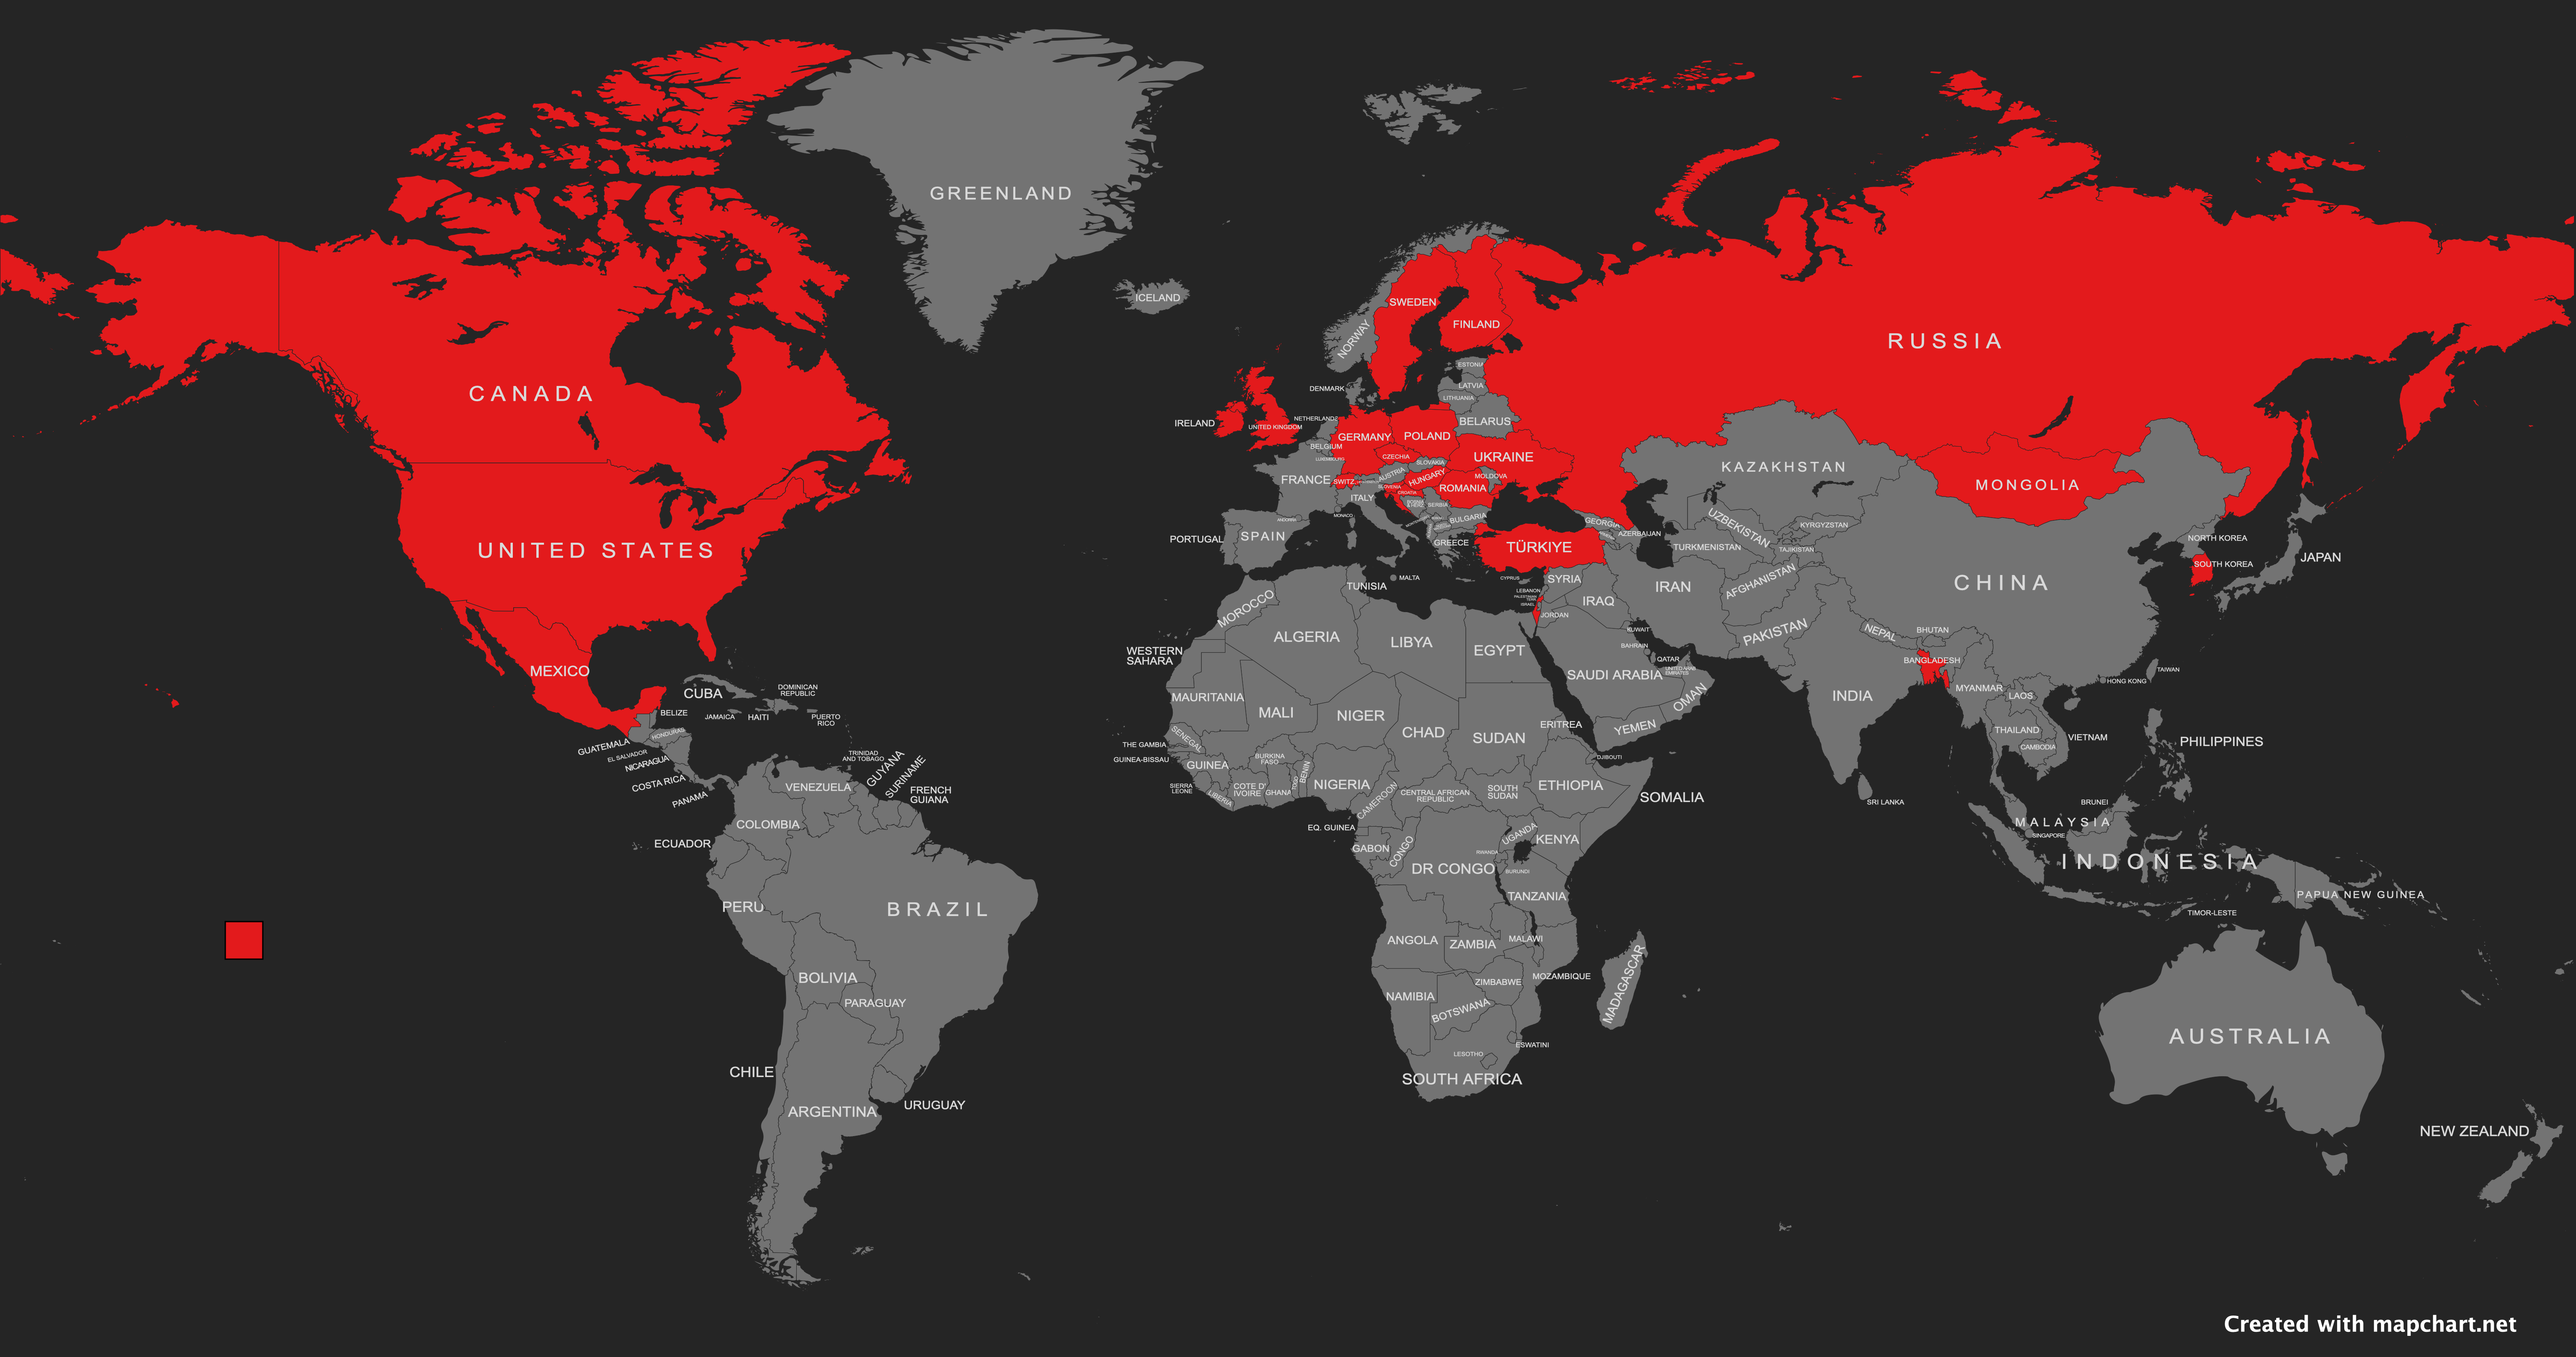 GREENLAND
ICELAND
CANADA
UNITED STATES
MEXICO
CUBA
DOMINICAN
REPUBLIC
BELIZE
JAMAICA
HAITI
PUERTO
RICO
GUATEMALA
HONDURAS
EL SALVADOR
NICARAGUA
COSTA RICA
PANAMA
TRINIDAD
AND TOBAGO
GUYANA
SURINAME
FRENCH
GUIANA
VENEZUELA
COLOMBIA
ECUADOR
PERU
BRAZIL
BOLIVIA
PARAGUAY
CHILE
ARGENTINA
URUGUAY
SWEDEN
FINLAND
NORWAY
DENMARK
ESTONIA
LATVIA
LITHUANIA
BELARUS
IRELAND
UNITED KINGDOM
NETHERLANDS
BELGIUM
LUXEMBOURG
GERMANY
POLAND
CZECHIA
SLOVAKIA
UKRAINE
MOLDOVA
FRANCE
SWITZ.
AUSTRIA
HUNGARY
ROMANIA
SLOVENIA
CROATIA
ITALY
SERBIA
BULGARIA
MONACO
ANDORRA
PORTUGAL
SPAIN
GREECE
MALTA
CYPRUS
TÜRKIYE
GEORGIA
AZERBAIJAN
RUSSIA
KAZAKHSTAN
MONGOLIA
UZBEKISTAN
KYRGYZSTAN
TURKMENISTAN
TAJIKISTAN
AFGHANISTAN
CHINA
NORTH KOREA
SOUTH KOREA
JAPAN
SYRIA
LEBANON
PALESTINIAN
TERR.
ISRAEL
JORDAN
IRAQ
IRAN
KUWAIT
BAHRAIN
QATAR
UNITED ARAB
EMIRATES
SAUDI ARABIA
OMAN
YEMEN
PAKISTAN
NEPAL
BHUTAN
BANGLADESH
INDIA
SRI LANKA
MYANMAR
LAOS
THAILAND
CAMBODIA
VIETNAM
HONG KONG
TAIWAN
PHILIPPINES
BRUNEI
MALAYSIA
SINGAPORE
INDONESIA
TIMOR-LESTE
PAPUA NEW GUINEA
AUSTRALIA
NEW ZEALAND
MOROCCO
TUNISIA
ALGERIA
LIBYA
EGYPT
WESTERN
SAHARA
MAURITANIA
MALI
NIGER
CHAD
SUDAN
ERITREA
DJIBOUTI
SENEGAL
THE GAMBIA
GUINEA-BISSAU
GUINEA
SIERRA
LEONE
LIBERIA
COTE D'
IVOIRE
BURKINA
FASO
GHANA
TOGO
BENIN
NIGERIA
CAMEROON
CENTRAL AFRICAN
REPUBLIC
SOUTH
SUDAN
ETHIOPIA
SOMALIA
EQ. GUINEA
GABON
CONGO
DR CONGO
UGANDA
KENYA
RWANDA
BURUNDI
TANZANIA
ANGOLA
ZAMBIA
MALAWI
MOZAMBIQUE
ZIMBABWE
MADAGASCAR
NAMIBIA
BOTSWANA
ESWATINI
LESOTHO
SOUTH AFRICA
Created with mapchart.net